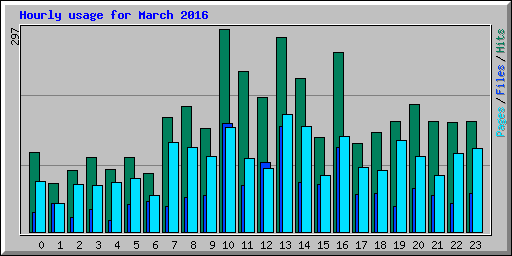 Hourly usage for March 2016
297
Pages/Files/Hits
0 1 2 3 4 5 6 7 8 9 10 11 12 13 14 15 16 17 18 19 20 21 22 23